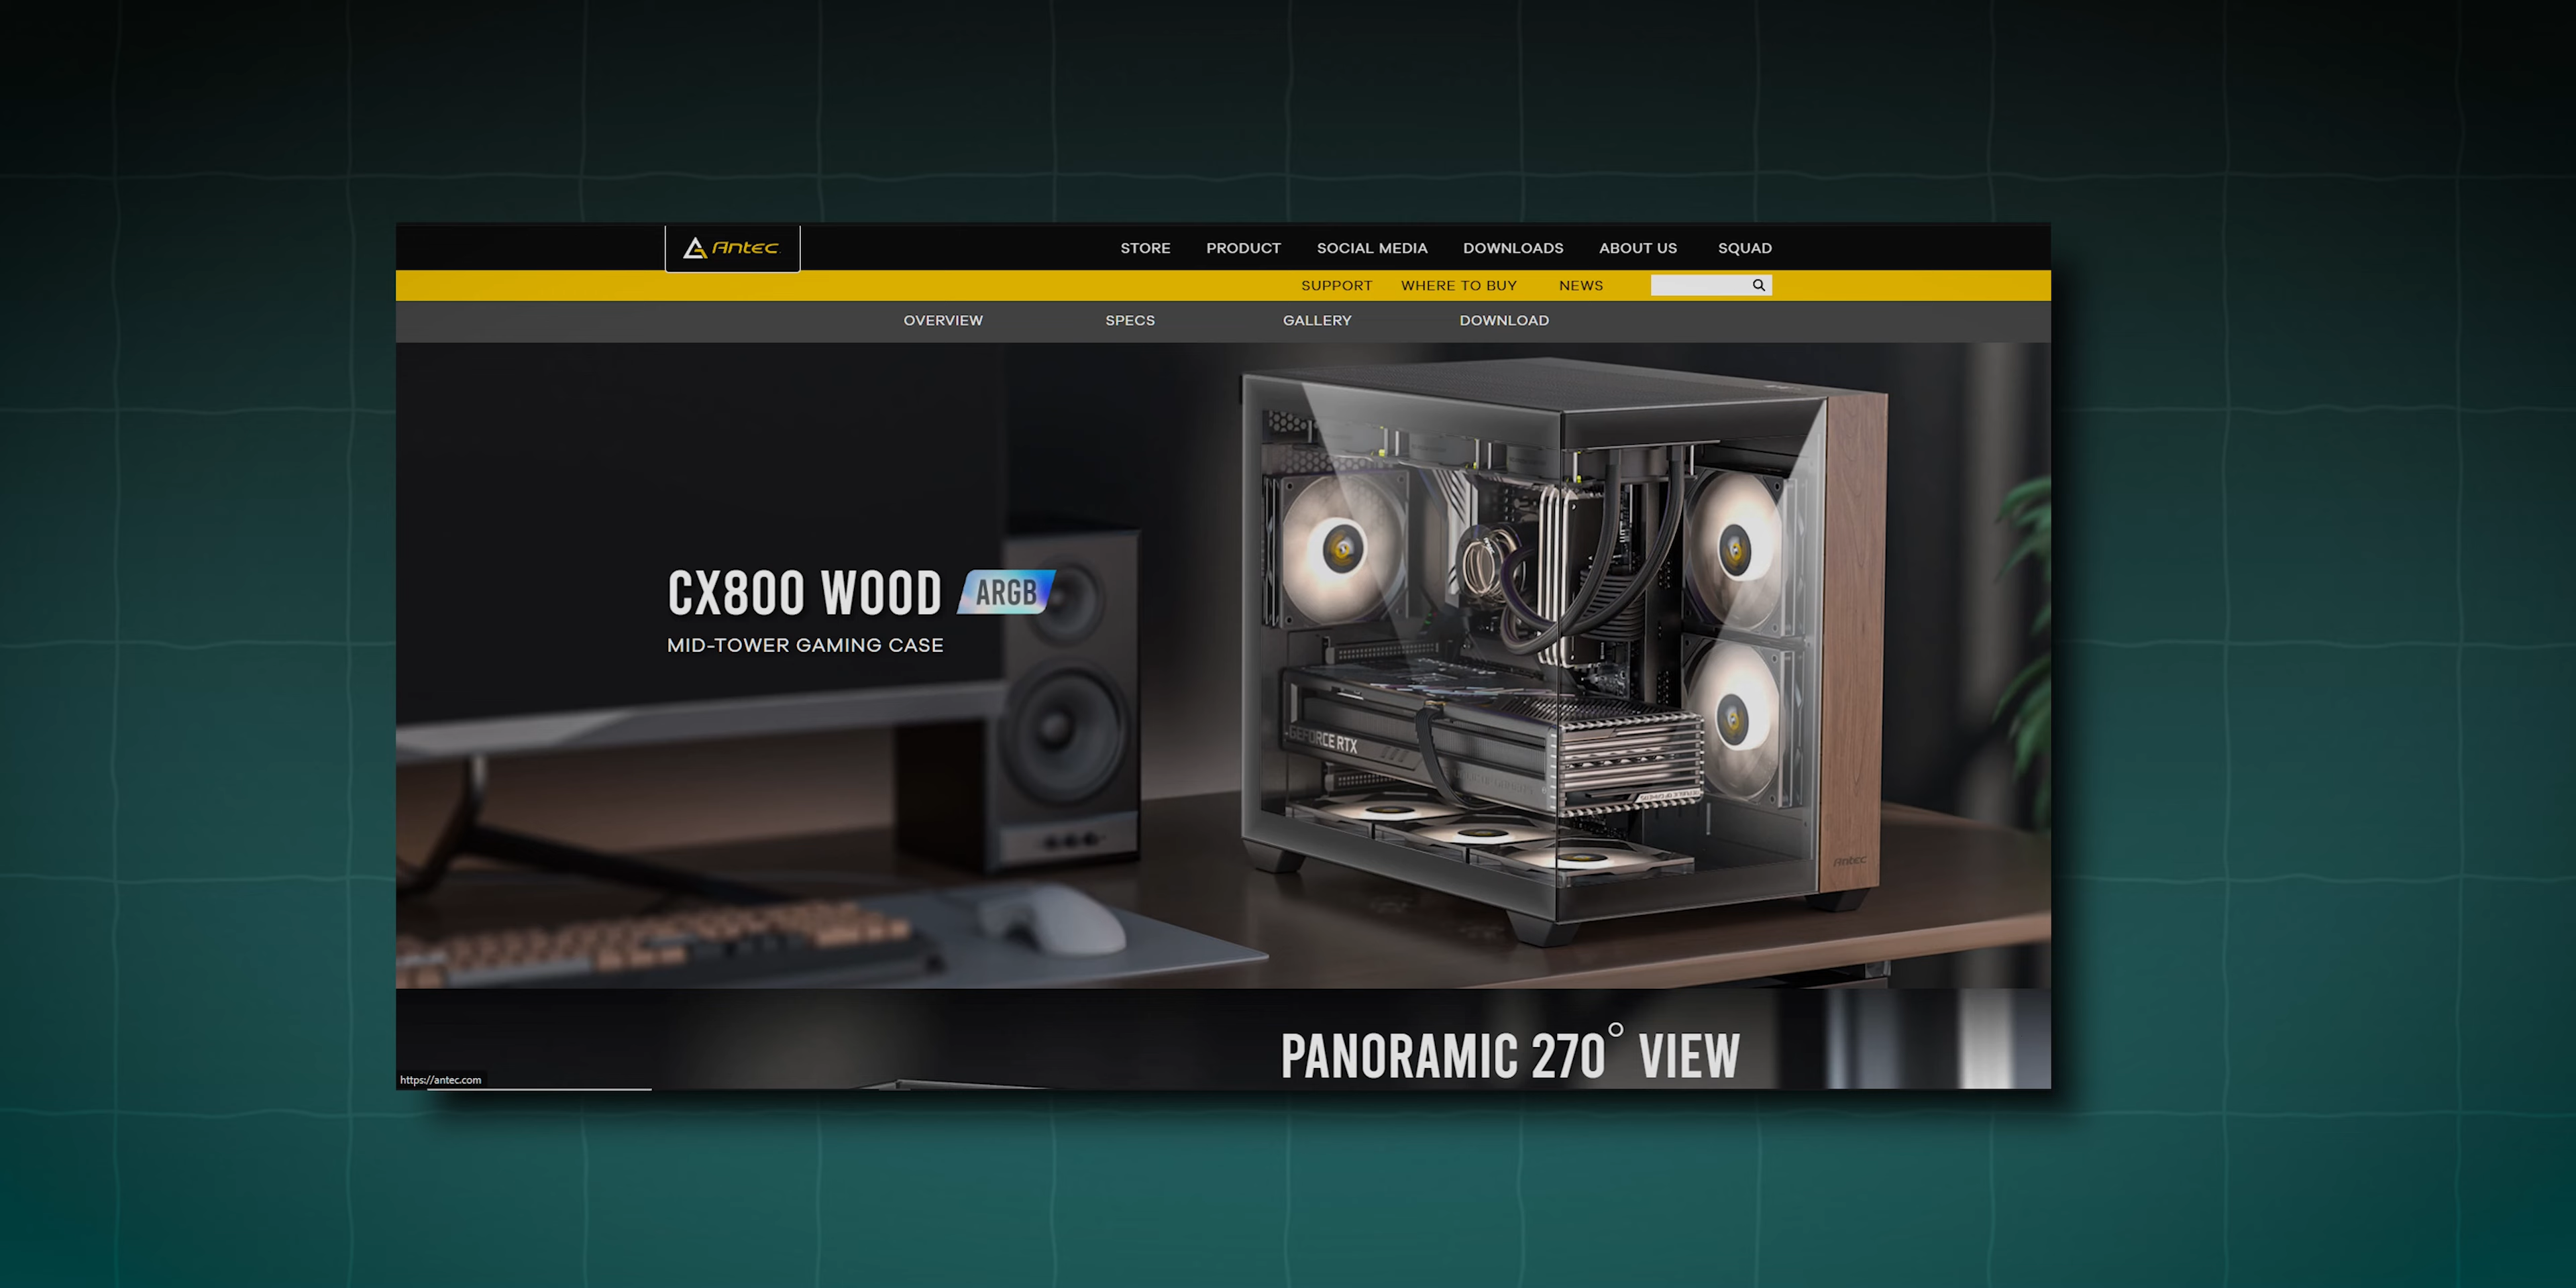 Antec
STORE PRODUCT SOCIAL MEDIA DOWNLOADS ABOUT US SQUAD
SUPPORT WHERE TO BUY NEWS
OVERVIEW SPECS GALLERY DOWNLOAD
CX800 WOOD ARGB
MID-TOWER GAMING CASE
GEFORCE RTX
Antec
PANORAMIC 270° VIEW
https://antec.com